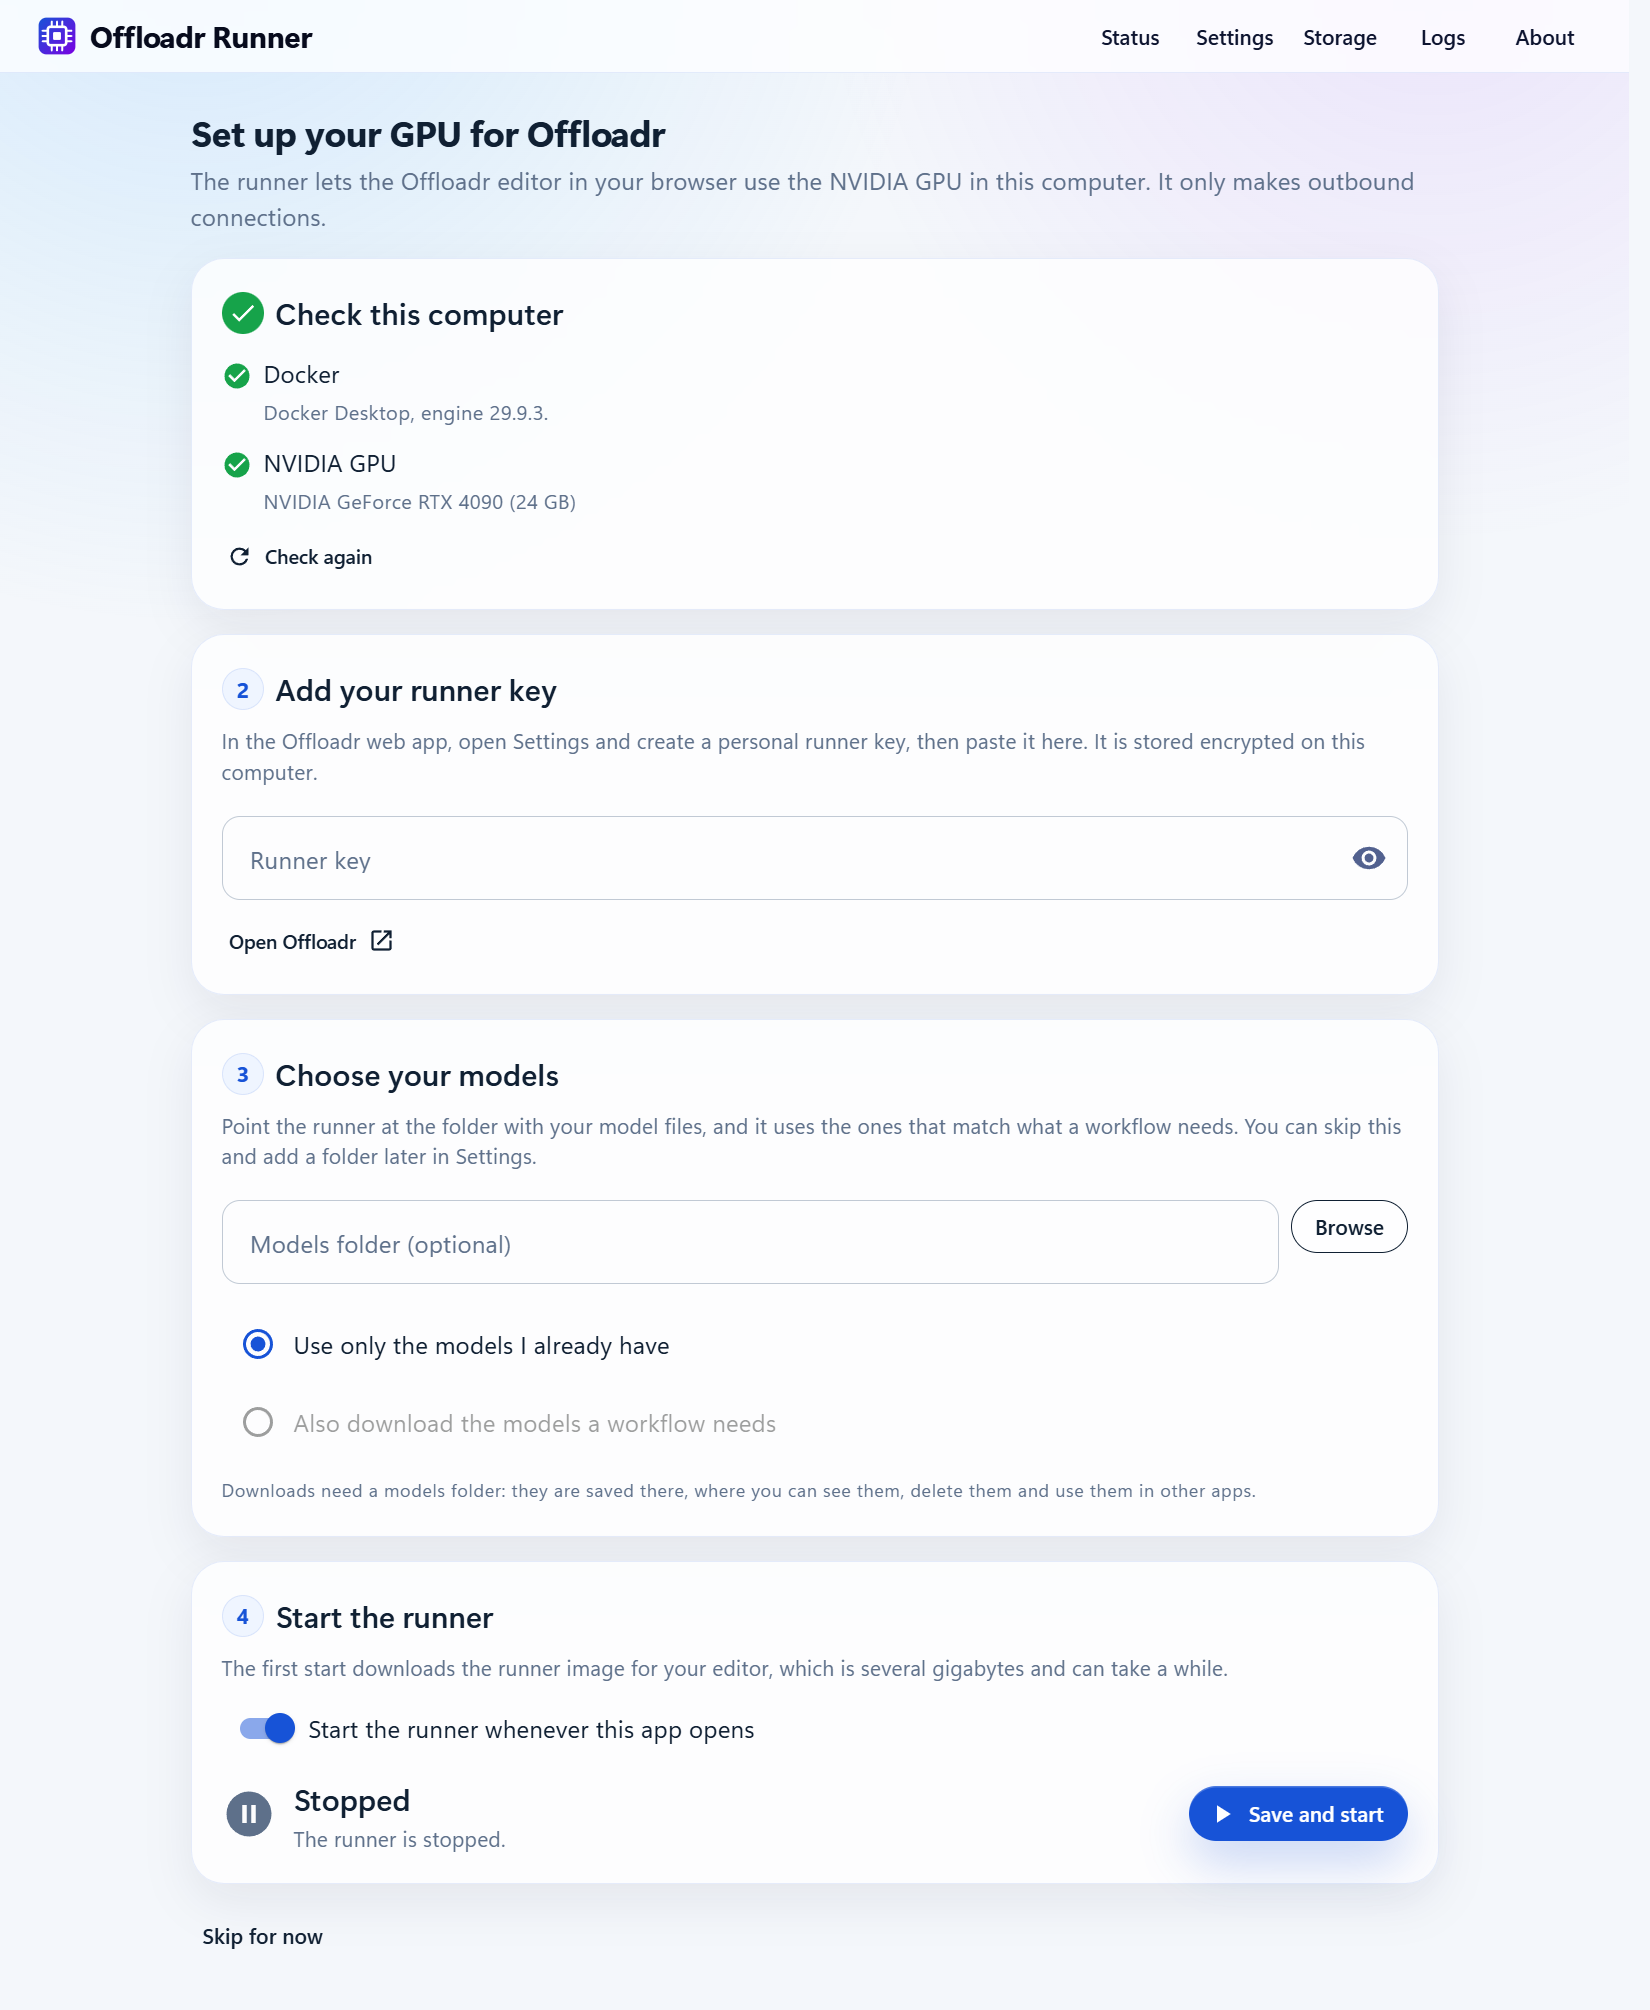 Offloadr Runner
Status Settings Storage Logs About
Set up your GPU for Offloadr
The runner lets the Offloadr editor in your browser use the NVIDIA GPU in this computer. It only makes outbound
connections.
Check this computer
Docker
Docker Desktop, engine 29.9.3.
NVIDIA GPU
NVIDIA GeForce RTX 4090 (24 GB)
Check again
2 Add your runner key
In the Offloadr web app, open Settings and create a personal runner key, then paste it here. It is stored encrypted on this
computer.
Runner key
Open Offloadr
3 Choose your models
Point the runner at the folder with your model files, and it uses the ones that match what a workflow needs. You can skip this
and add a folder later in Settings.
Models folder (optional)
Browse
Use only the models I already have
Also download the models a workflow needs
Downloads need a models folder: they are saved there, where you can see them, delete them and use them in other apps.
4 Start the runner
The first start downloads the runner image for your editor, which is several gigabytes and can take a while.
Start the runner whenever this app opens
Stopped
The runner is stopped.
Save and start
Skip for now